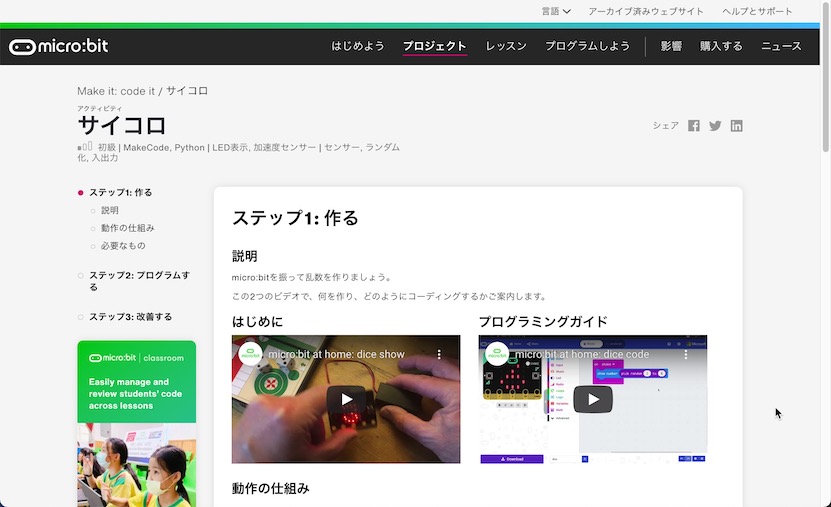 言語
アーカイブ済みウェブサイト
ヘルプとサポート
micro:bit
はじめよう
プロジェクト
レッスン
プログラムしよう
影響
購入する
ニュース
Make it: code it / サイコロ
アクティビティ
サイコロ
初級 | MakeCode, Python | LED表示, 加速度センサー | センサー, ランダム
化, 入出力
シェア
ステップ1: 作る
説明
動作の仕組み
必要なもの
ステップ2: プログラムす
る
ステップ3: 改善する
micro:bit | classroom
Easily manage and
review students' code
across lessons
ステップ1: 作る
説明
micro:bitを振って乱数を作りましょう。
この2つのビデオで、何を作り、どのようにコーディングするかご案内します。
はじめに
micro:bit at home: dice show
プログラミングガイド
micro:bit at home: dice code
Download
動作の仕組み